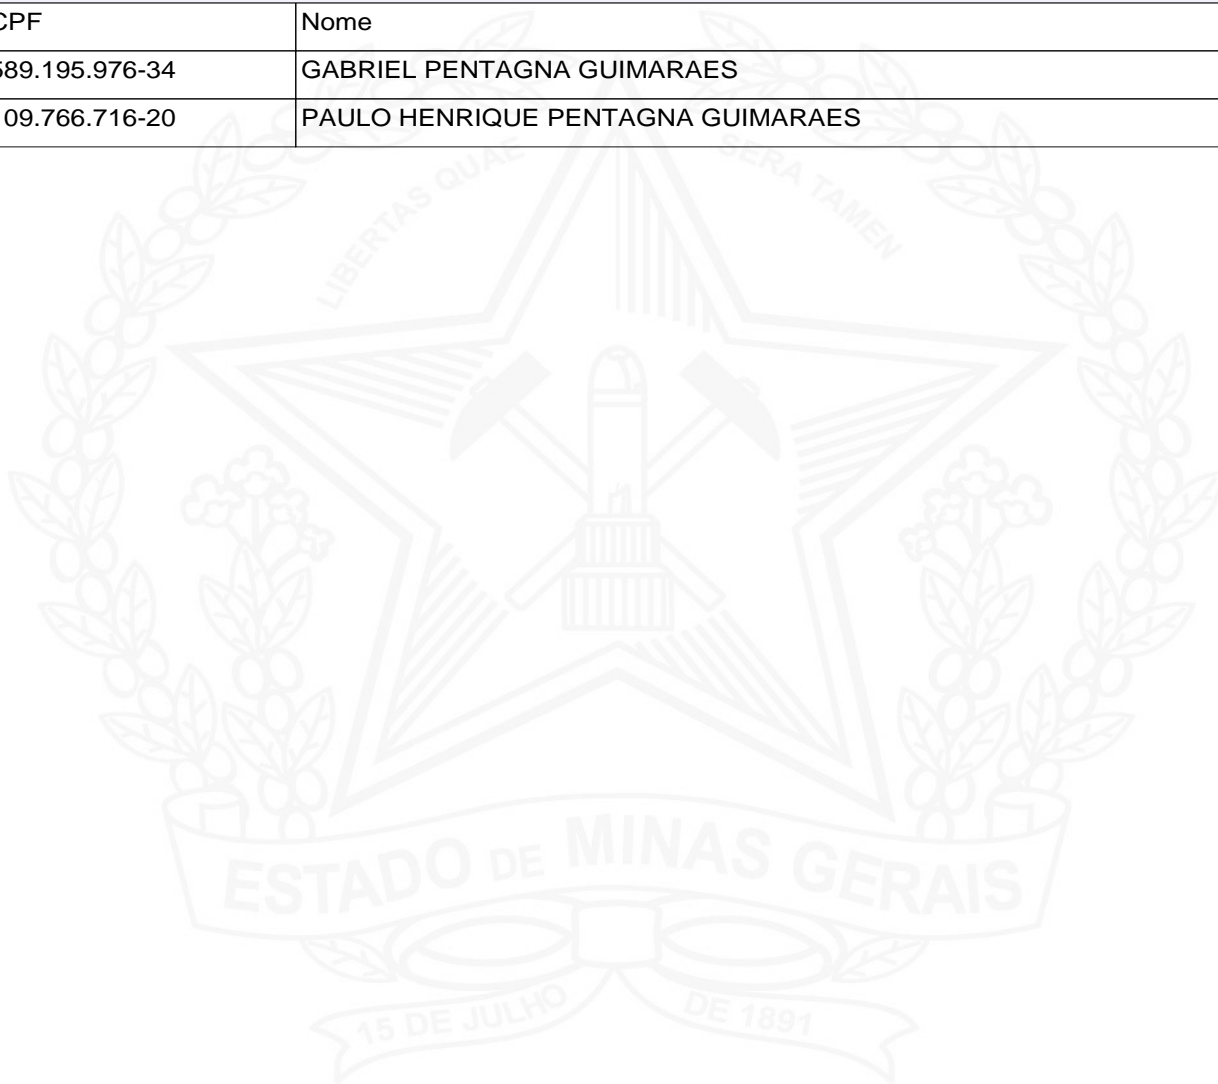 CPF Nome
589.195.976-34 GABRIEL PENTAGNA GUIMARAES
09.766.716-20 PAULO HENRIQUE PENTAGNA GUIMARAES
LIBERTAS QUAE SERA TAMEN
ESTADO DE MINAS GERAIS
15 DE JULHO DE 1891